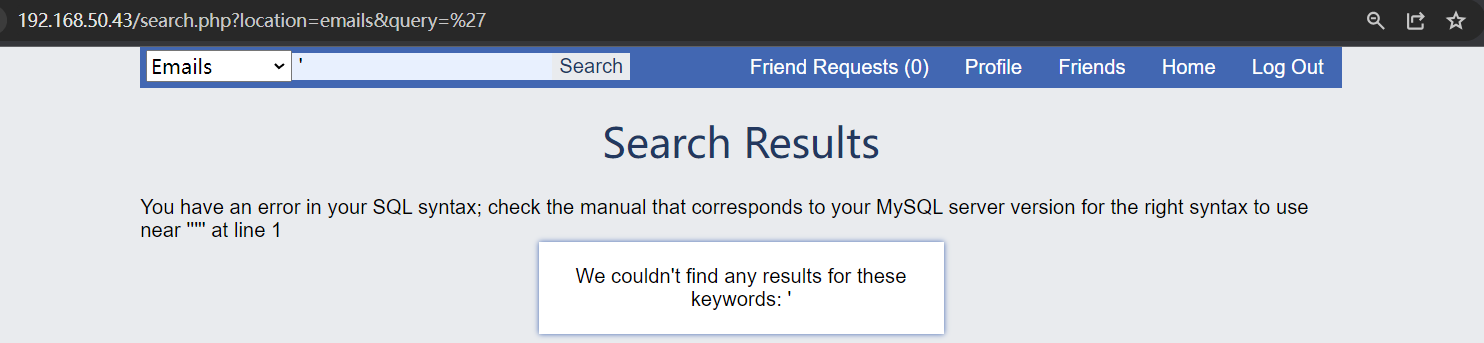 192.168.50.43/search.php?location=emails&query=%27
Emails ' Search Friend Requests (0) Profile Friends Home Log Out
Search Results
You have an error in your SQL syntax; check the manual that corresponds to your MySQL server version for the right syntax to use
near ''''' at line 1
We couldn't find any results for these
keywords: '